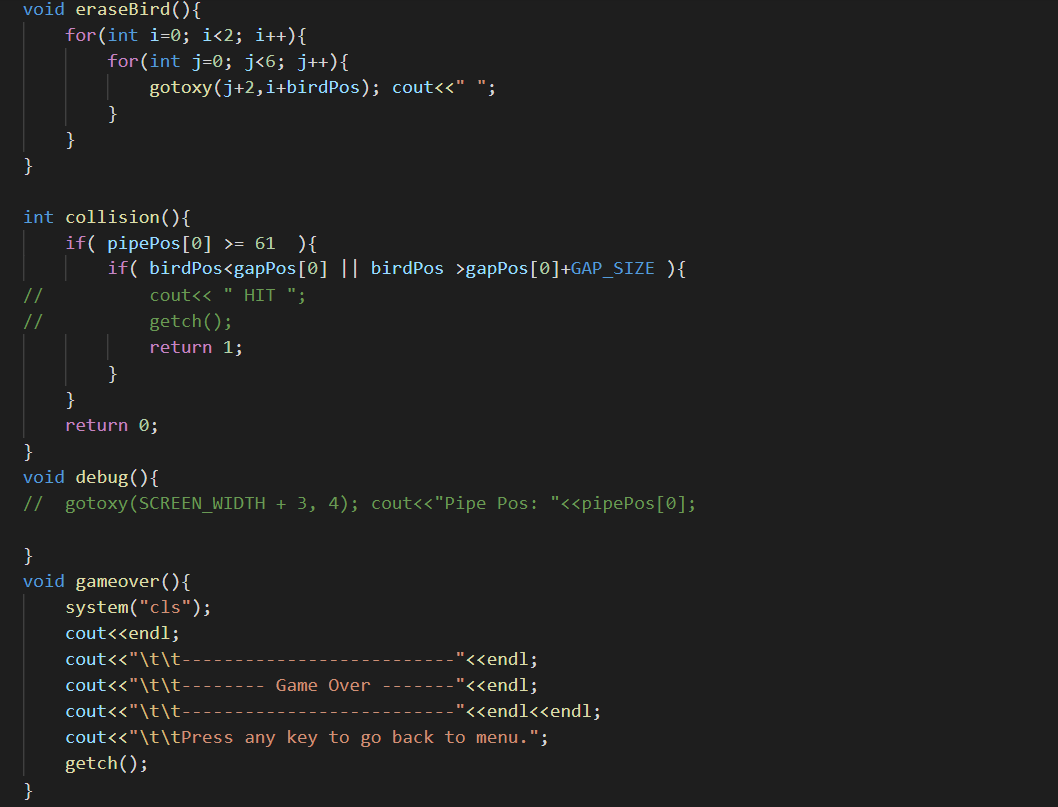 void eraseBird(){
    for(int i=0; i<2; i++){
        for(int j=0; j<6; j++){
            gotoxy(j+2,i+birdPos); cout<<" ";
        }
    }
}

int collision(){
    if( pipePos[0] >= 61  ){
        if( birdPos<gapPos[0] || birdPos >gapPos[0]+GAP_SIZE ){
//          cout<< " HIT ";
//          getch();
            return 1;
        }
    }
    return 0;
}
void debug(){
//  gotoxy(SCREEN_WIDTH + 3, 4); cout<<"Pipe Pos: "<<pipePos[0];

}
void gameover(){
    system("cls");
    cout<<endl;
    cout<<"\t\t--------------------------"<<endl;
    cout<<"\t\t-------- Game Over -------"<<endl;
    cout<<"\t\t--------------------------"<<endl<<endl;
    cout<<"\t\tPress any key to go back to menu.";
    getch();
}